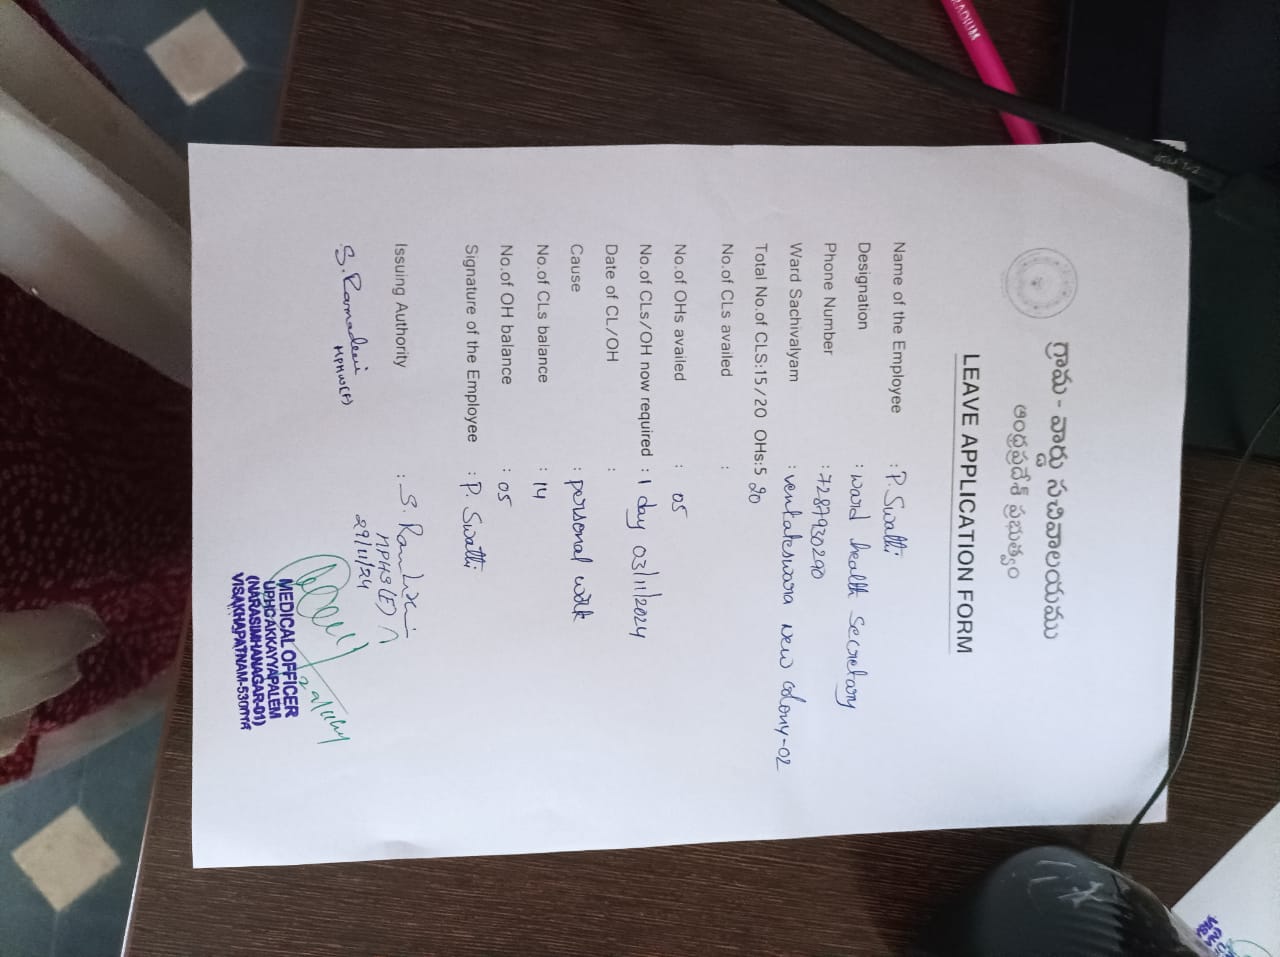 గ్రామ - వార్డు సచివాలయము
ఆంధ్రప్రదేశ్ ప్రభుత్వం
LEAVE APPLICATION FORM
Name of the Employee : P. Swathi
Designation : ward health secretary
Phone Number : 7287930290
Ward Sachivalyam : venkateswara new colony-02
Total No.of CLS:15/20 OHs:5 20
No.of CLs availed :
No.of OHs availed : 05
No.of CLs/OH now required : 1 day 03/11/2024
Date of CL/OH :
Cause : personal work
No.of CLs balance : 14
No.of OH balance : 05
Signature of the Employee : P. Swathi
Issuing Authority : S.
MPHS(F)
29/11/24
S. Ramadevi
MPHW(F)
29/11/24
MEDICAL OFFICER
UPHC AKKAYYAPALEM
(NARASIMHANAGAR-01)
VISAKHAPATNAM-530
RADIUM